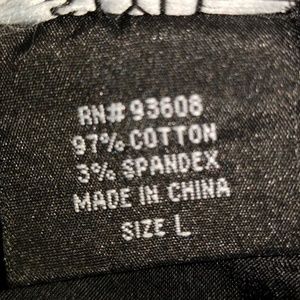 RN# 93608
97% COTTON
3% SPANDEX
MADE IN CHINA
SIZE L